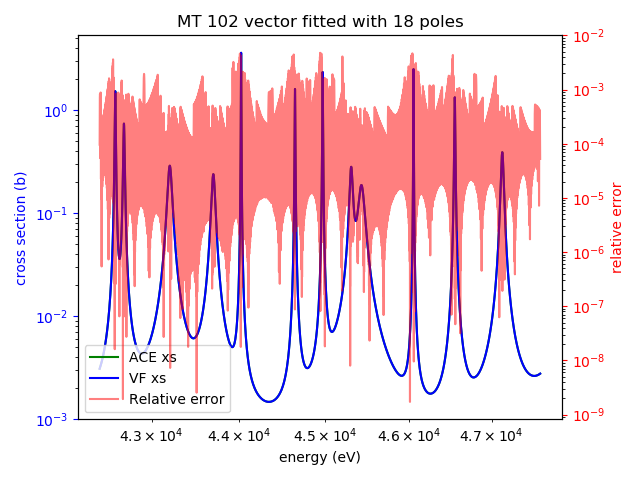 MT 102 vector fitted with 18 poles
cross section (b)
10⁰
10⁻¹
10⁻²
10⁻³
10⁻²
10⁻³
10⁻⁴
10⁻⁵
10⁻⁶
10⁻⁷
10⁻⁸
10⁻⁹
relative error
ACE xs
VF xs
Relative error
4.3 × 10⁴ 4.4 × 10⁴ 4.5 × 10⁴ 4.6 × 10⁴ 4.7 × 10⁴
energy (eV)